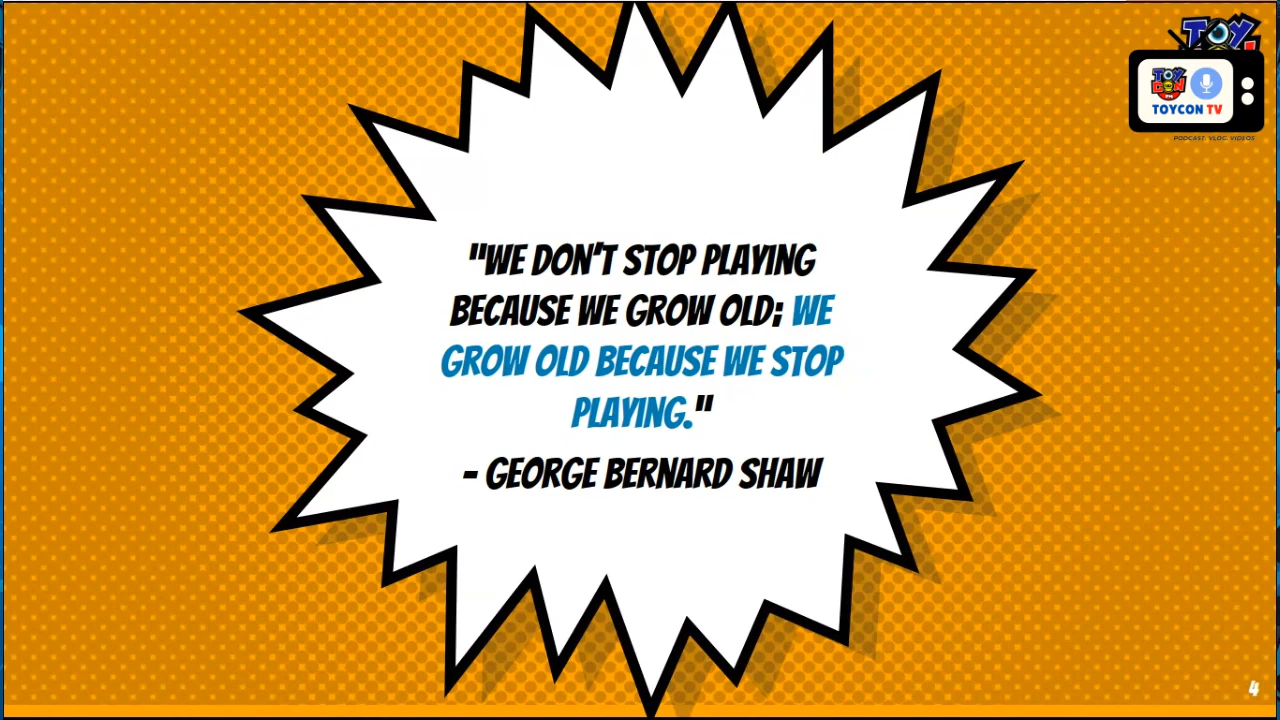 TOY
TOY
CON
PH
TOYCON TV
PODCAST. VLOG. VIDEOS
"WE DON'T STOP PLAYING
BECAUSE WE GROW OLD; WE
GROW OLD BECAUSE WE STOP
PLAYING."
- GEORGE BERNARD SHAW
4